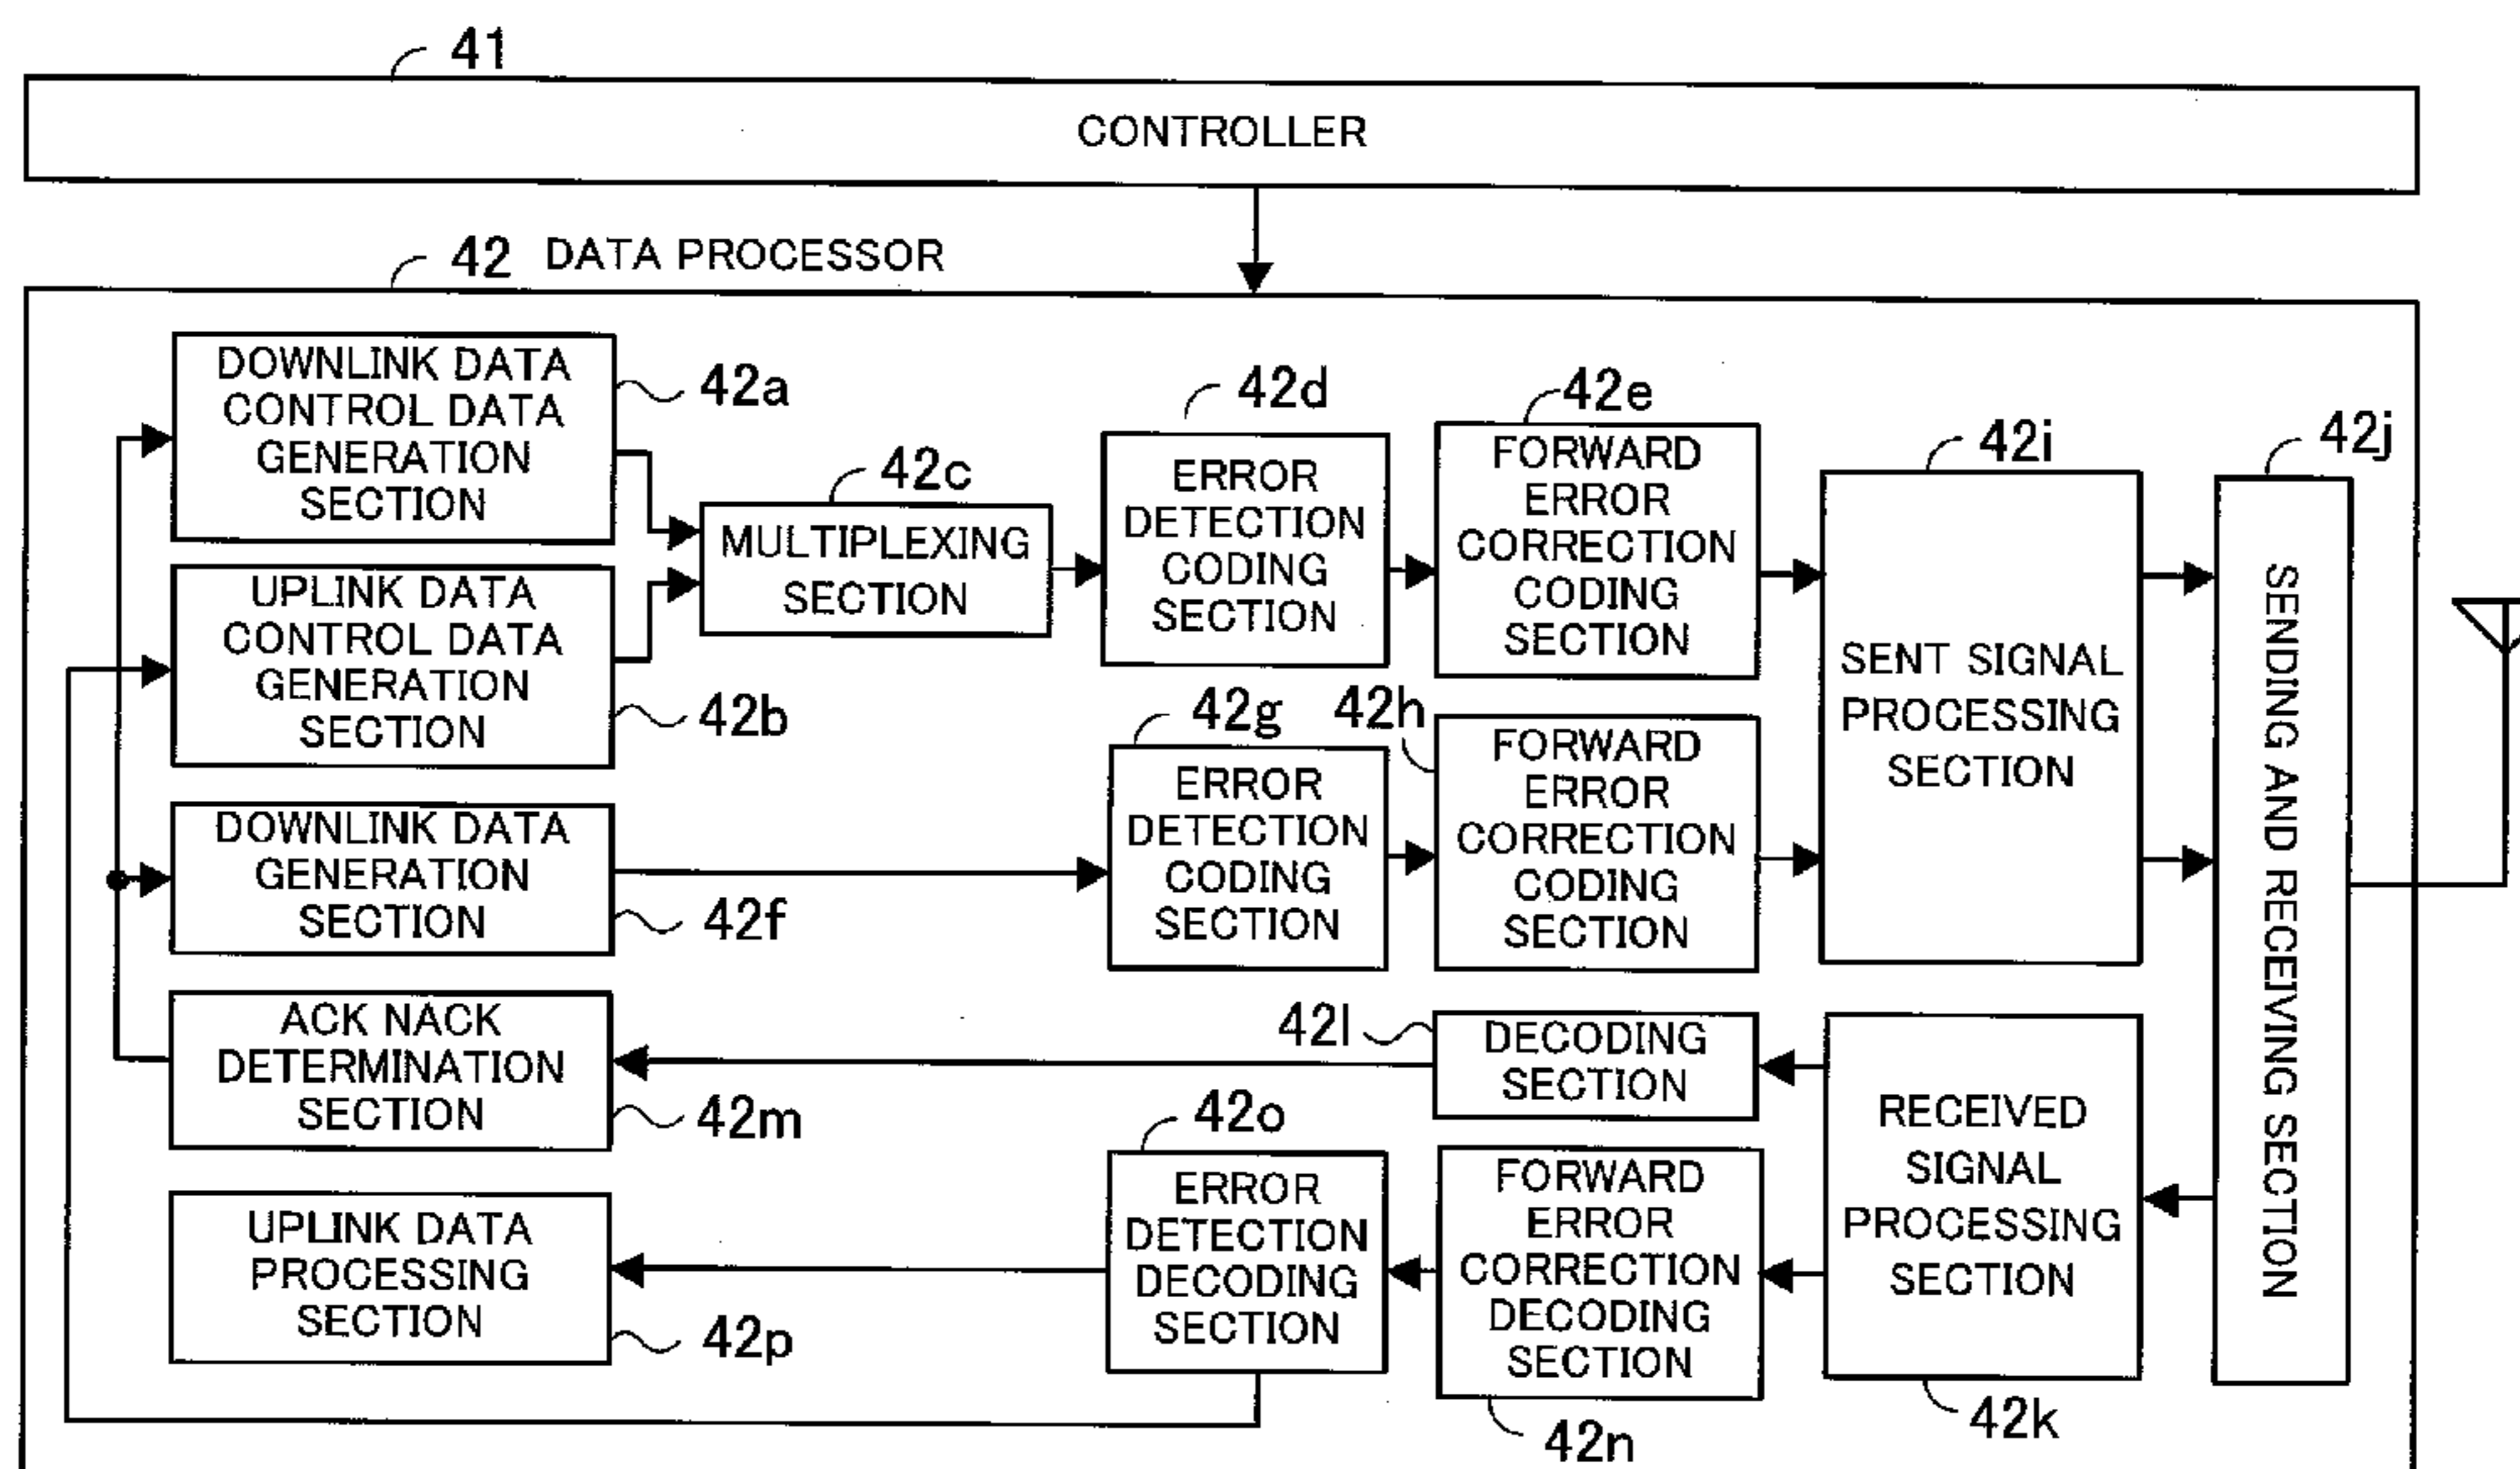 41
CONTROLLER
42 DATA PROCESSOR
DOWNLINK DATA
CONTROL DATA
GENERATION
SECTION
42a
UPLINK DATA
CONTROL DATA
GENERATION
SECTION
42b
42c
MULTIPLEXING
SECTION
42d
ERROR
DETECTION
CODING
SECTION
42e
FORWARD
ERROR
CORRECTION
CODING
SECTION
42i
SENT SIGNAL
PROCESSING
SECTION
42j
SENDING AND RECEIVING SECTION
DOWNLINK DATA
GENERATION
SECTION
42f
42g
ERROR
DETECTION
CODING
SECTION
42h
FORWARD
ERROR
CORRECTION
CODING
SECTION
ACK NACK
DETERMINATION
SECTION
42m
42l
DECODING
SECTION
RECEIVED
SIGNAL
PROCESSING
SECTION
42k
UPLINK DATA
PROCESSING
SECTION
42p
42o
ERROR
DETECTION
DECODING
SECTION
FORWARD
ERROR
CORRECTION
DECODING
SECTION
42n